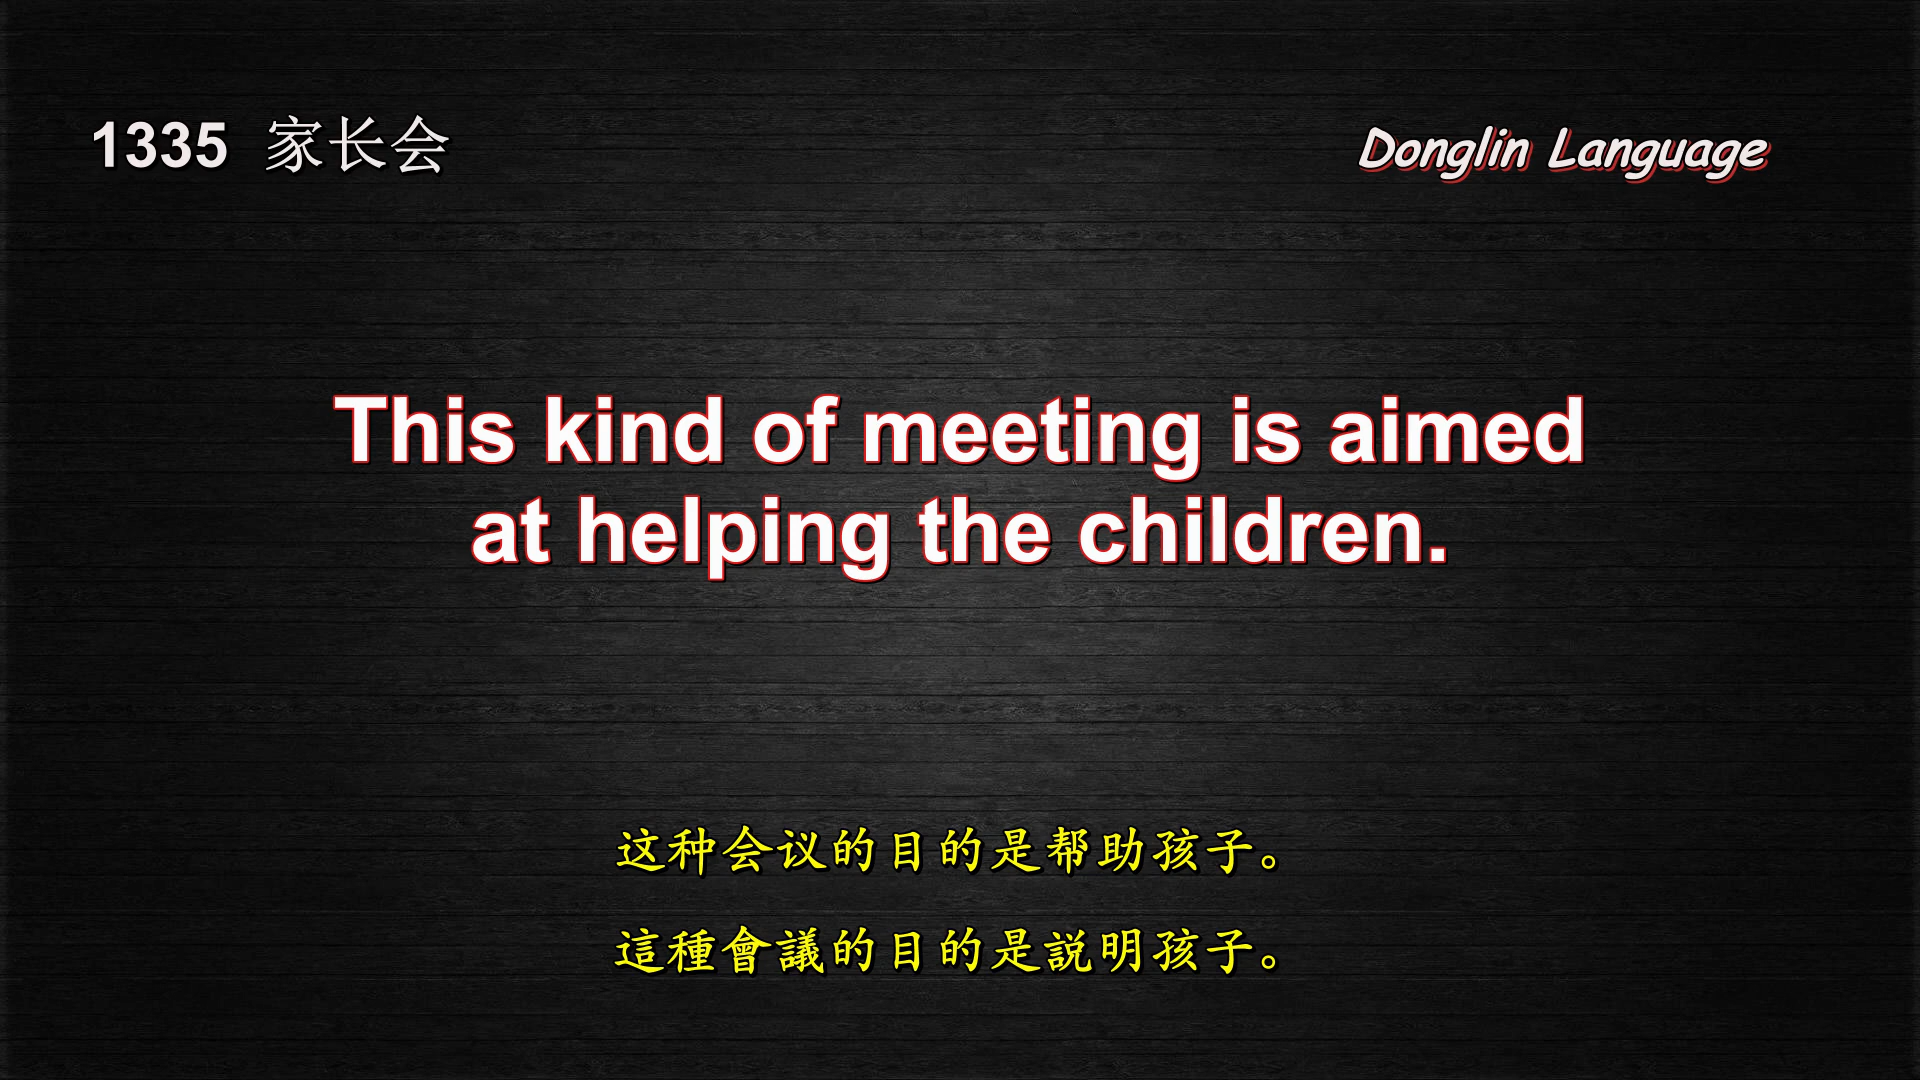 1335 家长会
Donglin Language
This kind of meeting is aimed
at helping the children.
这种会议的目的是帮助孩子。
這種會議的目的是説明孩子。